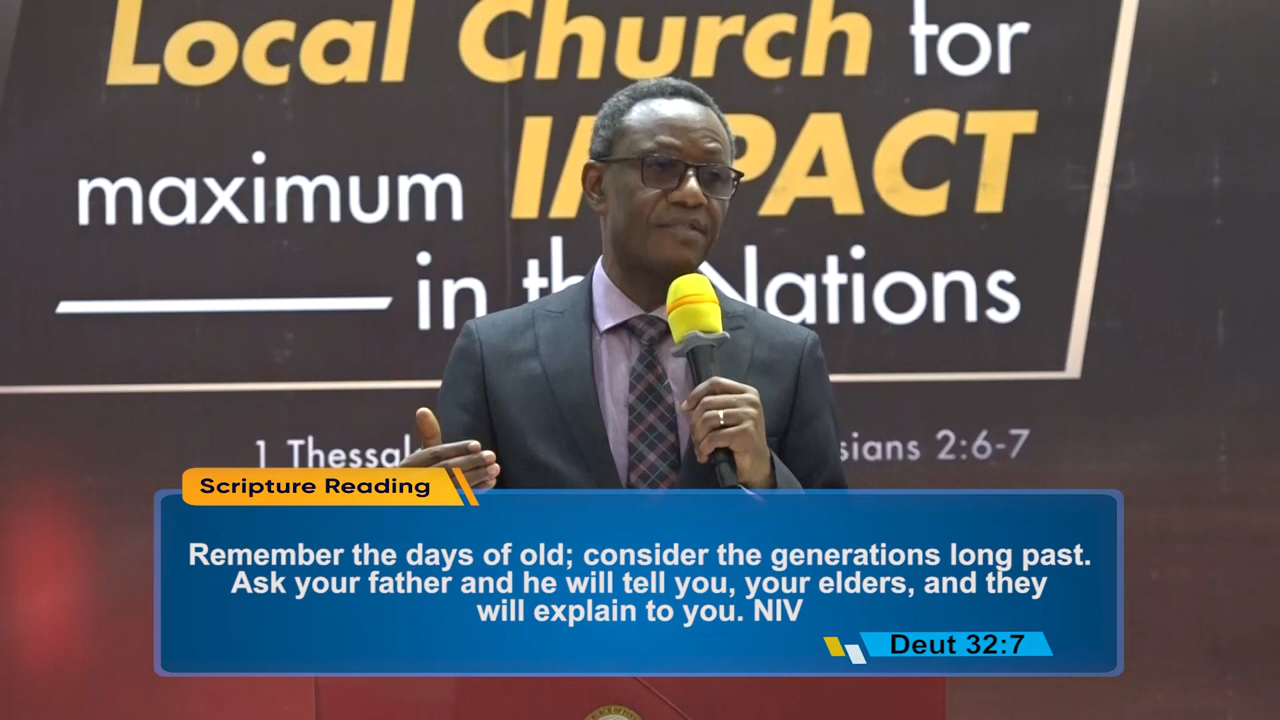 Local Church for
maximum IMPACT
in the Nations
1 Thessal sians 2:6-7
Scripture Reading
Remember the days of old; consider the generations long past.
Ask your father and he will tell you, your elders, and they
will explain to you. NIV
Deut 32:7